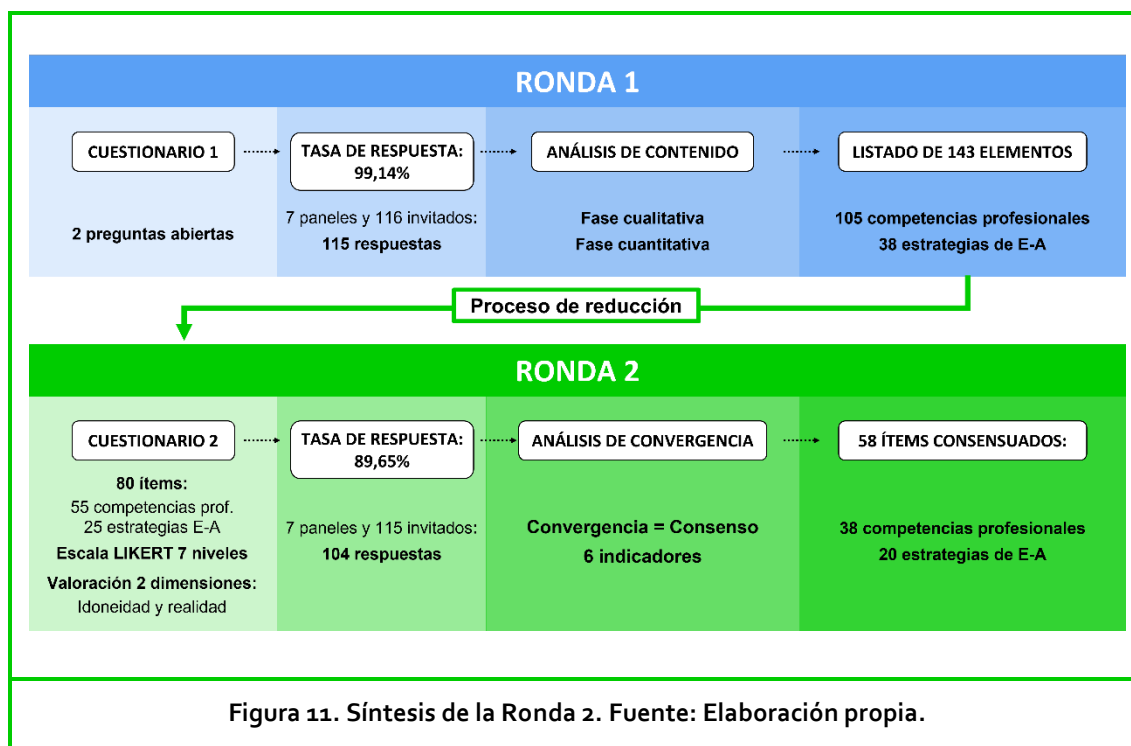 RONDA 1
CUESTIONARIO 1
2 preguntas abiertas
TASA DE RESPUESTA:
99,14%
7 paneles y 116 invitados:
115 respuestas
ANÁLISIS DE CONTENIDO
Fase cualitativa
Fase cuantitativa
LISTADO DE 143 ELEMENTOS
105 competencias profesionales
38 estrategias de E-A
Proceso de reducción
RONDA 2
CUESTIONARIO 2
80 ítems:
55 competencias prof.
25 estrategias E-A
Escala LIKERT 7 niveles
Valoración 2 dimensiones:
Idoneidad y realidad
TASA DE RESPUESTA:
89,65%
7 paneles y 115 invitados:
104 respuestas
ANÁLISIS DE CONVERGENCIA
Convergencia = Consenso
6 indicadores
58 ÍTEMS CONSENSUADOS:
38 competencias profesionales
20 estrategias de E-A
Figura 11. Síntesis de la Ronda 2. Fuente: Elaboración propia.